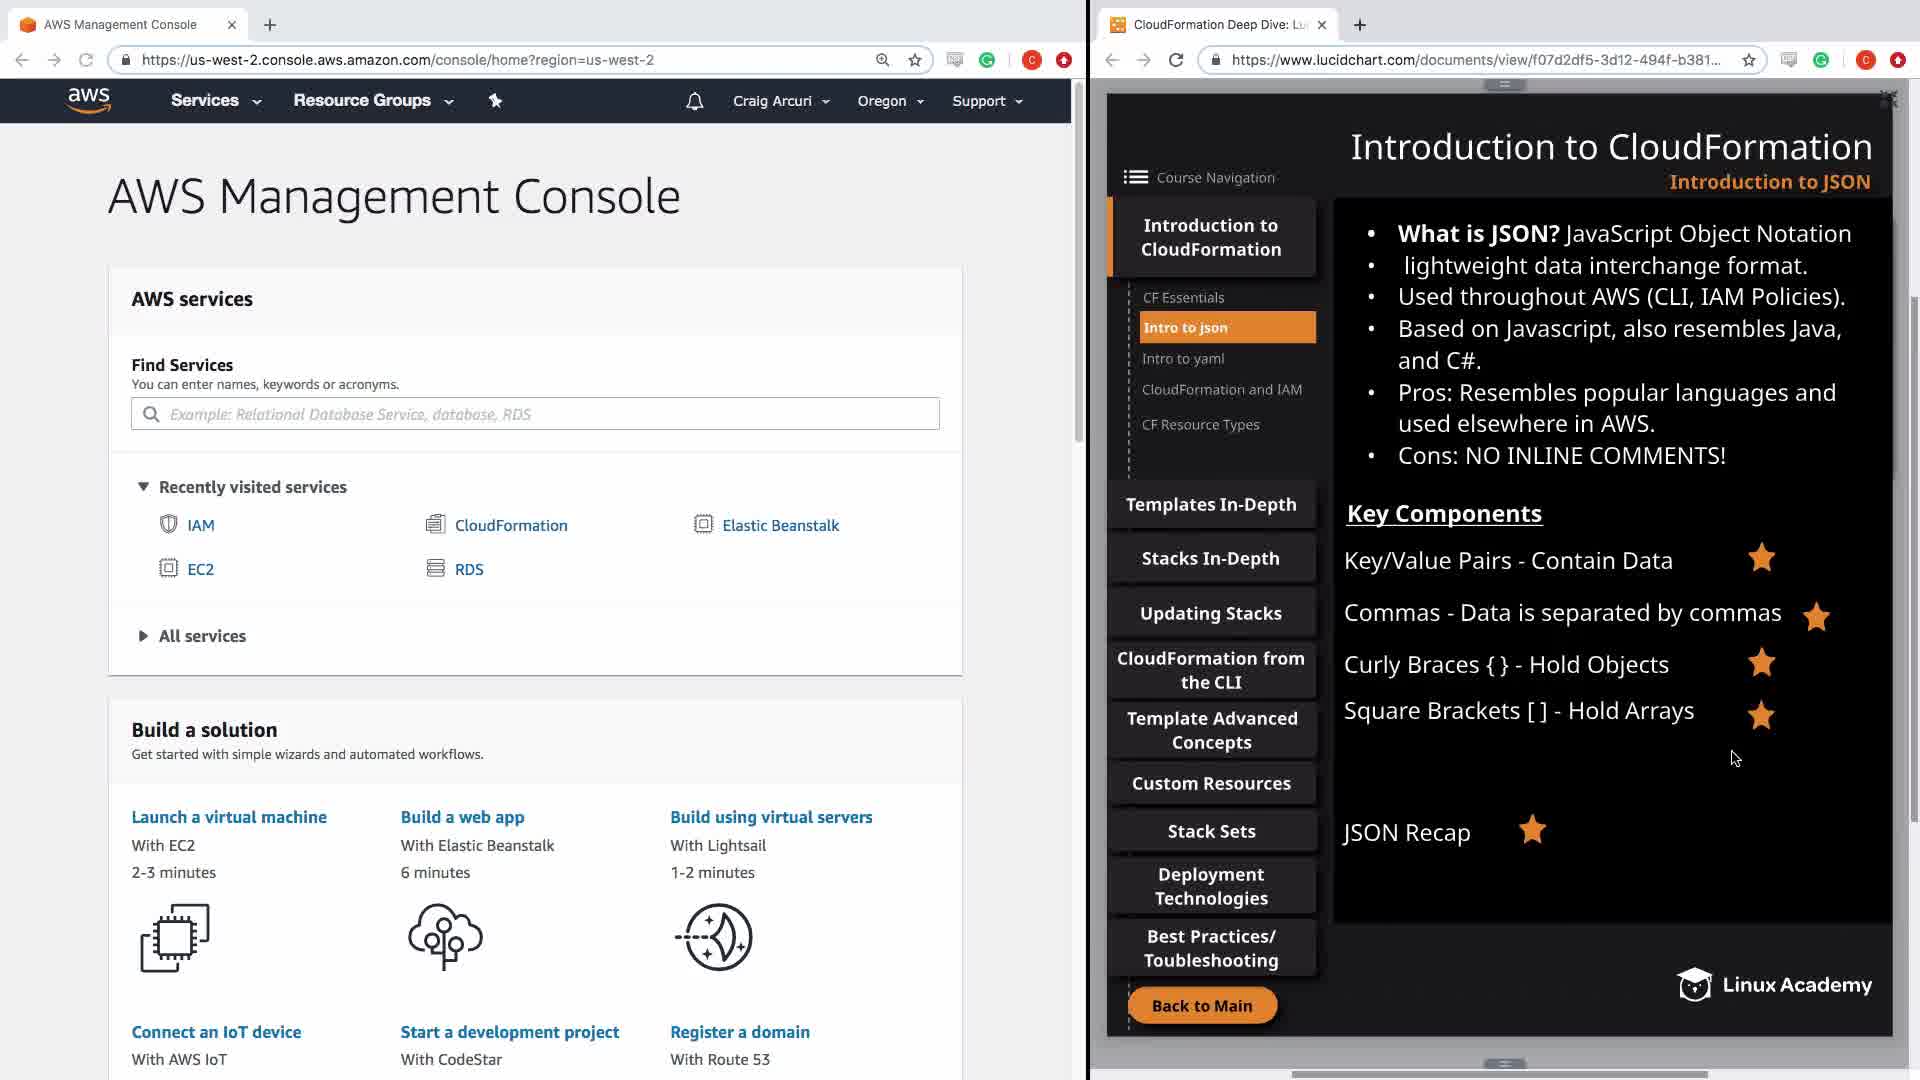 AWS Management Console
https://us-west-2.console.aws.amazon.com/console/home?region=us-west-2
C
aws
Services
Resource Groups
Craig Arcuri
Oregon
Support
AWS Management Console
AWS services
Find Services
You can enter names, keywords or acronyms.
Example: Relational Database Service, database, RDS
Recently visited services
IAM
CloudFormation
Elastic Beanstalk
EC2
RDS
All services
Build a solution
Get started with simple wizards and automated workflows.
Launch a virtual machine
With EC2
2-3 minutes
Build a web app
With Elastic Beanstalk
6 minutes
Build using virtual servers
With Lightsail
1-2 minutes
Connect an IoT device
With AWS IoT
Start a development project
With CodeStar
Register a domain
With Route 53
CloudFormation Deep Dive: Lu
https://www.lucidchart.com/documents/view/f07d2df5-3d12-494f-b381...
C
Introduction to CloudFormation
Introduction to JSON
Course Navigation
Introduction to
CloudFormation
CF Essentials
Intro to json
Intro to yaml
CloudFormation and IAM
CF Resource Types
Templates In-Depth
Stacks In-Depth
Updating Stacks
CloudFormation from
the CLI
Template Advanced
Concepts
Custom Resources
Stack Sets
Deployment
Technologies
Best Practices/
Toubleshooting
Back to Main
• What is JSON? JavaScript Object Notation
• lightweight data interchange format.
• Used throughout AWS (CLI, IAM Policies).
• Based on Javascript, also resembles Java,
and C#.
• Pros: Resembles popular languages and
used elsewhere in AWS.
• Cons: NO INLINE COMMENTS!
Key Components
Key/Value Pairs - Contain Data
Commas - Data is separated by commas
Curly Braces { } - Hold Objects
Square Brackets [ ] - Hold Arrays
JSON Recap
Linux Academy